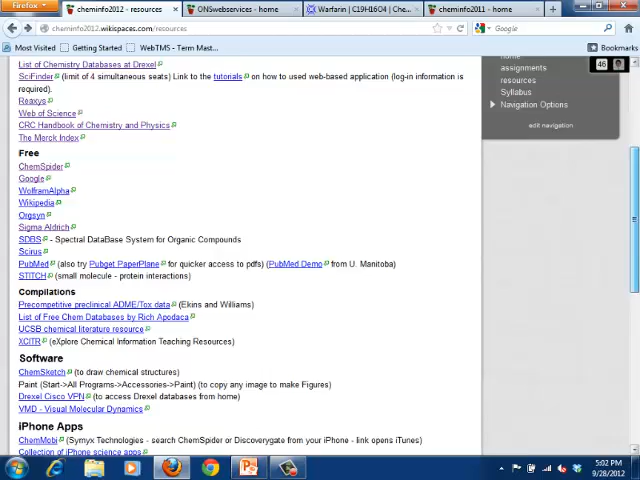 Firefox
cheminfo2012 - resources
ONSwebservices - home
Warfarin | C19H16O4 | Che...
cheminfo2011 - home
cheminfo2012.wikispaces.com/resources
Google
Most Visited
Getting Started
WebTMS - Term Mast...
Bookmarks
List of Chemistry Databases at Drexel
SciFinder (limit of 4 simultaneous seats) Link to the tutorials on how to used web-based application (log-in information is
required).
Reaxys
Web of Science
CRC Handbook of Chemistry and Physics
The Merck Index
Free
ChemSpider
Google
WolframAlpha
Wikipedia
Orgsyn
Sigma Aldrich
SDBS - Spectral DataBase System for Organic Compounds
Scirus
PubMed (also try Pubget PaperPlane for quicker access to pdfs) (PubMed Demo from U. Manitoba)
STITCH (small molecule - protein interactions)
Compilations
Precompetitive preclinical ADME/Tox data (Ekins and Williams)
List of Free Chem Databases by Rich Apodaca
UCSB chemical literature resource
XCITR (eXplore Chemical Information Teaching Resources)
Software
ChemSketch (to draw chemical structures)
Paint (Start->All Programs->Accessories->Paint) (to copy any image to make Figures)
Drexel Cisco VPN (to access Drexel databases from home)
VMD - Visual Molecular Dynamics
iPhone Apps
ChemMobi (Symyx Technologies - search ChemSpider or Discoverygate from your iPhone - link opens iTunes)
Collection of iPhone science apps
home
assignments
resources
Syllabus
Navigation Options
edit navigation
46
5:02 PM
9/28/2012